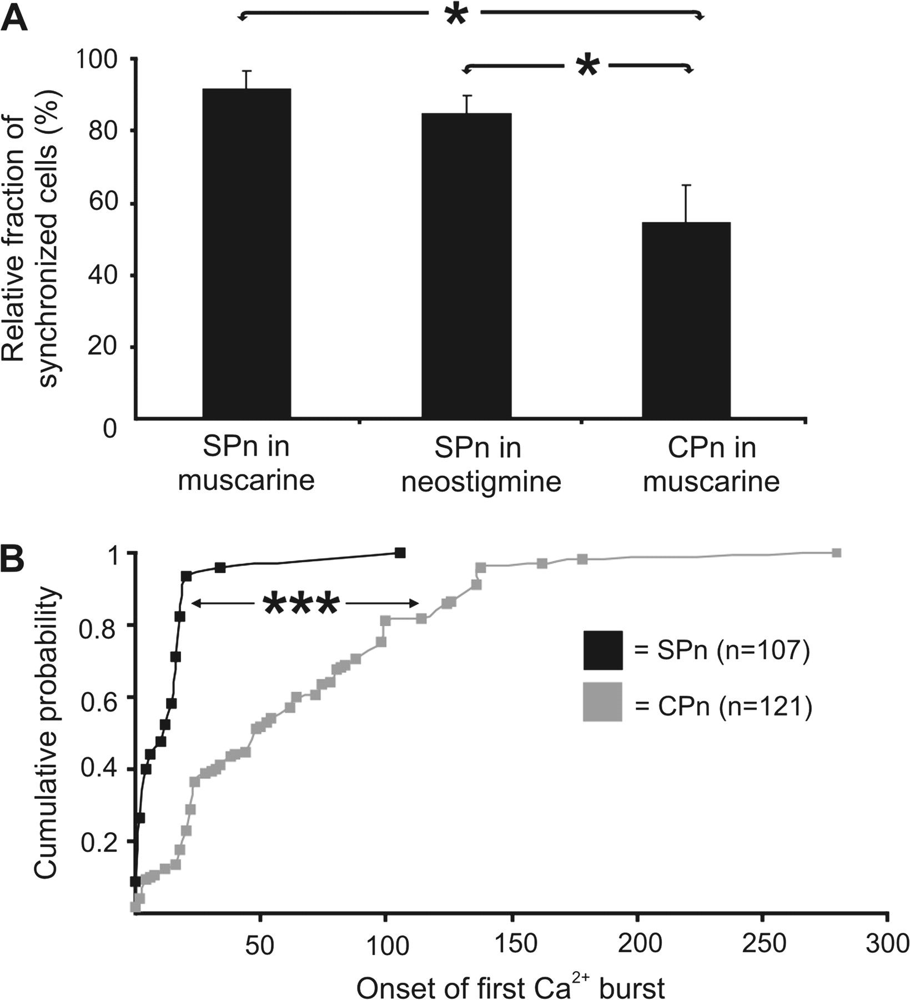 A
*
*
100
80
60
40
20
0
Relative fraction of
synchronized cells (%)
SPn in
muscarine
SPn in
neostigmine
CPn in
muscarine
B
1
0.8
0.6
0.4
0.2
Cumulative probability
***
= SPn (n=107)
= CPn (n=121)
50 100 150 200 250 300
Onset of first Ca²⁺ burst